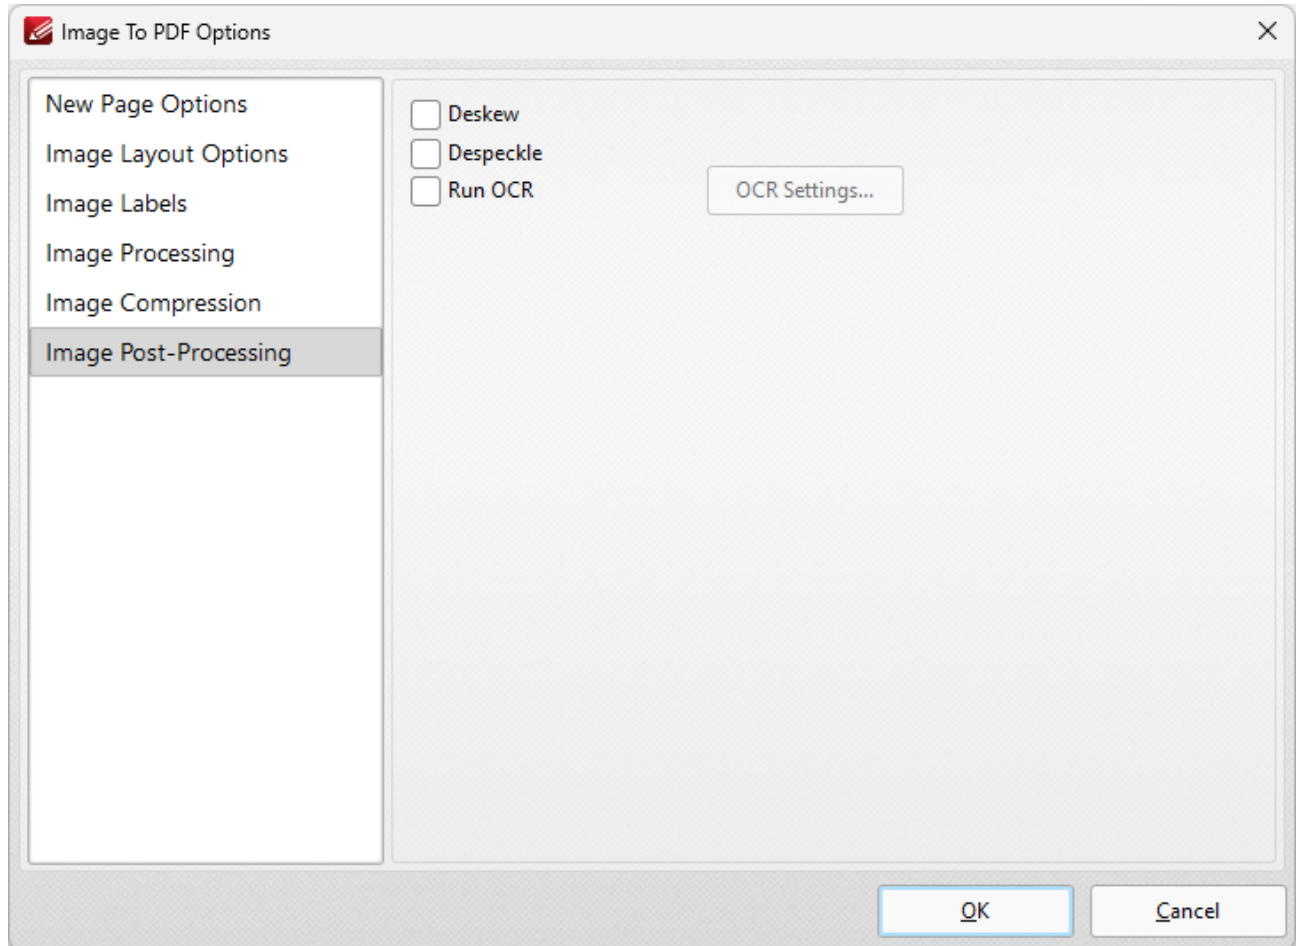 Image To PDF Options
New Page Options
Image Layout Options
Image Labels
Image Processing
Image Compression
Image Post-Processing
Deskew
Despeckle
Run OCR
OCR Settings...
OK
Cancel